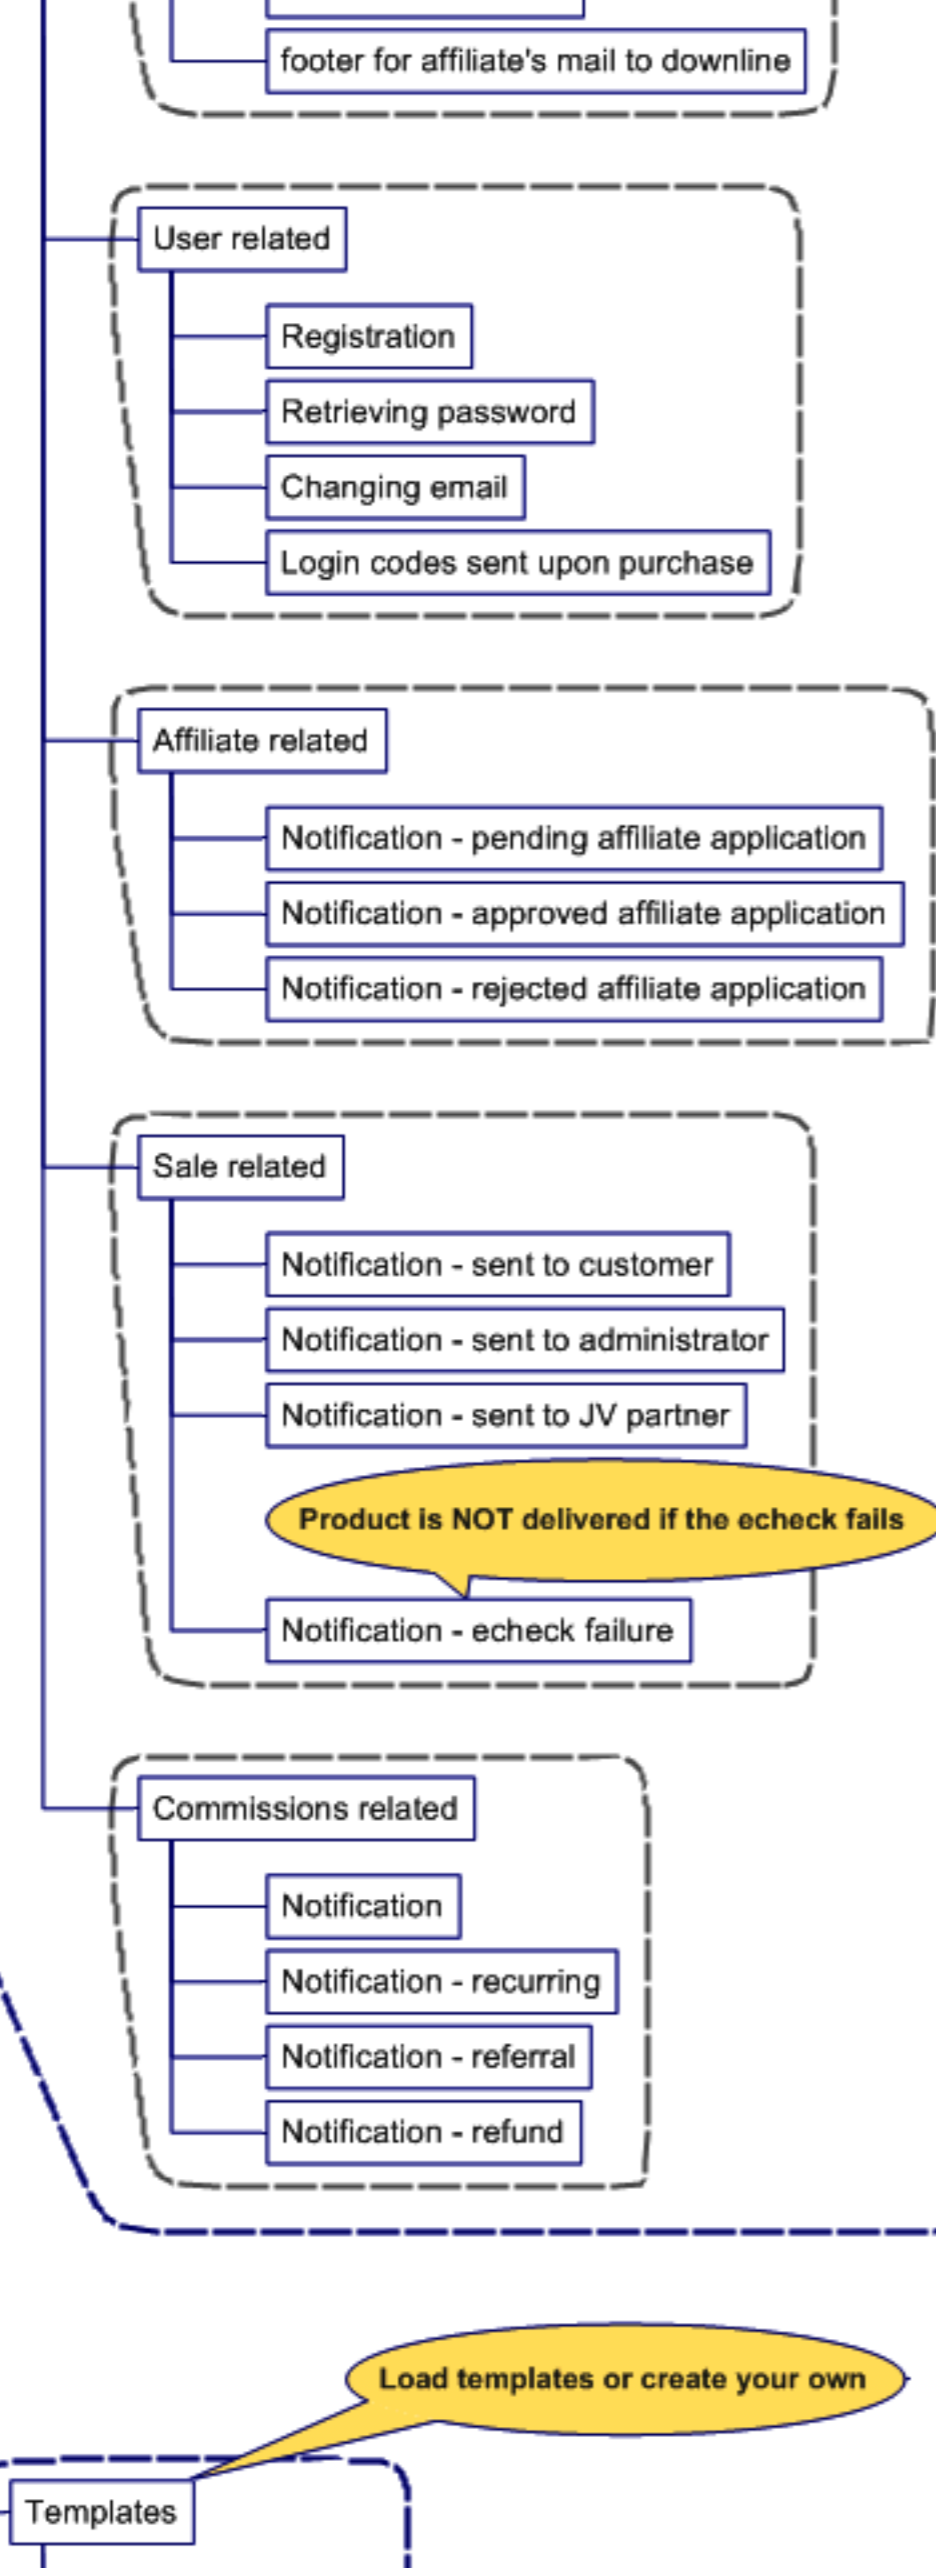 footer for affiliate's mail to downline
User related
Registration
Retrieving password
Changing email
Login codes sent upon purchase
Affiliate related
Notification - pending affiliate application
Notification - approved affiliate application
Notification - rejected affiliate application
Sale related
Notification - sent to customer
Notification - sent to administrator
Notification - sent to JV partner
Product is NOT delivered if the echeck fails
Notification - echeck failure
Commissions related
Notification
Notification - recurring
Notification - referral
Notification - refund
Load templates or create your own
Templates